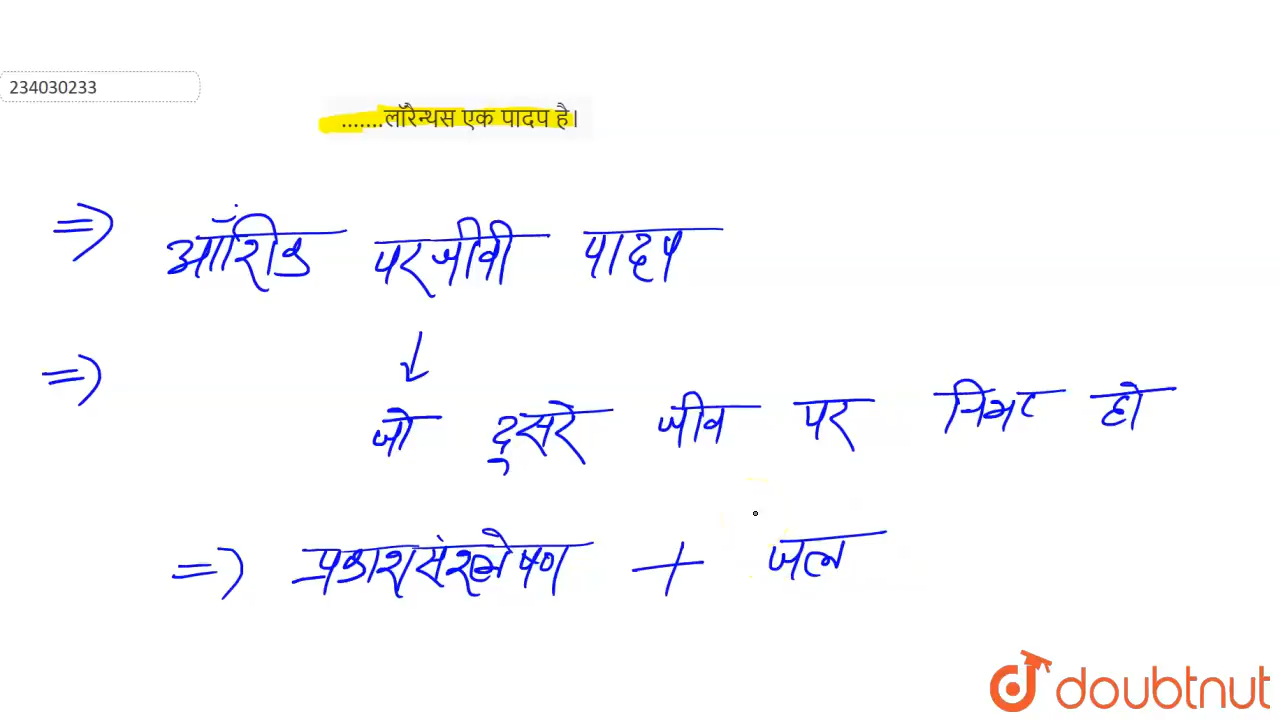 234030233
.......लॉरैन्थस एक पादप है।
⇒ आँशिक परजीवी पादप
↓
⇒ जो दुसरे जीव पर निर्भर हो
⇒ प्रकाशसंश्लेषण + जल
doubtnut